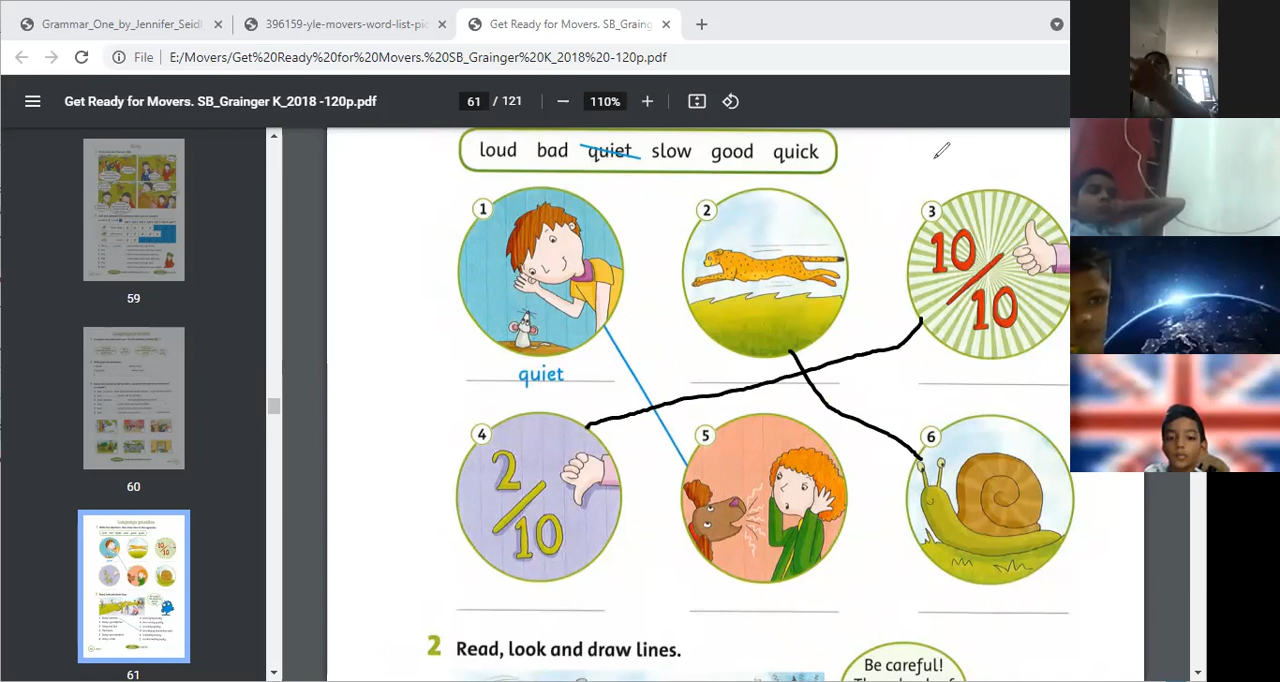 Grammar_One_by_Jennifer_Seidl
396159-yle-movers-word-list-pic
Get Ready for Movers. SB_Graing
File
E:/Movers/Get%20Ready%20for%20Movers.%20SB_Grainger%20K_2018%20-120p.pdf
Get Ready for Movers. SB_Grainger K_2018 -120p.pdf
61 / 121
110%
59
60
61
loud bad quiet slow good quick
1
2
3
10/10
quiet
4
5
6
2/10
2 Read, look and draw lines.
Be careful!